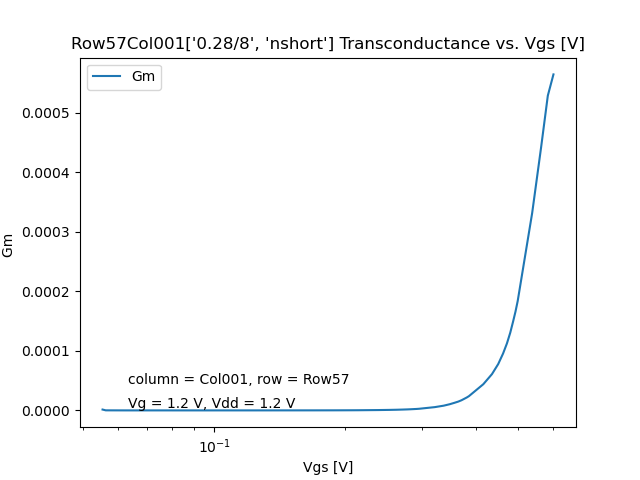 Row57Col001['0.28/8', 'nshort'] Transconductance vs. Vgs [V]
Gm
0.0005
0.0004
0.0003
0.0002
0.0001
0.0000
Gm
column = Col001, row = Row57
Vg = 1.2 V, Vdd = 1.2 V
10⁻¹
Vgs [V]